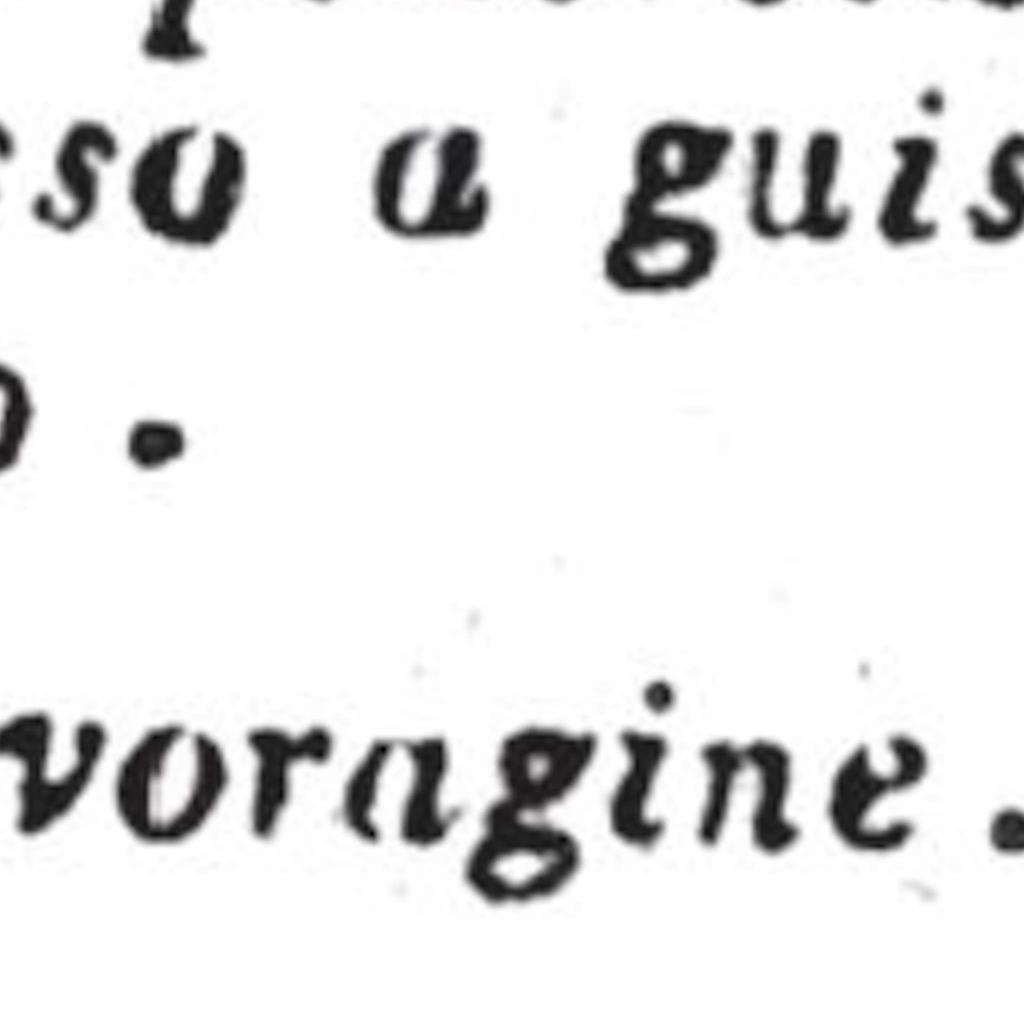 sso a guis
o .
voragine .